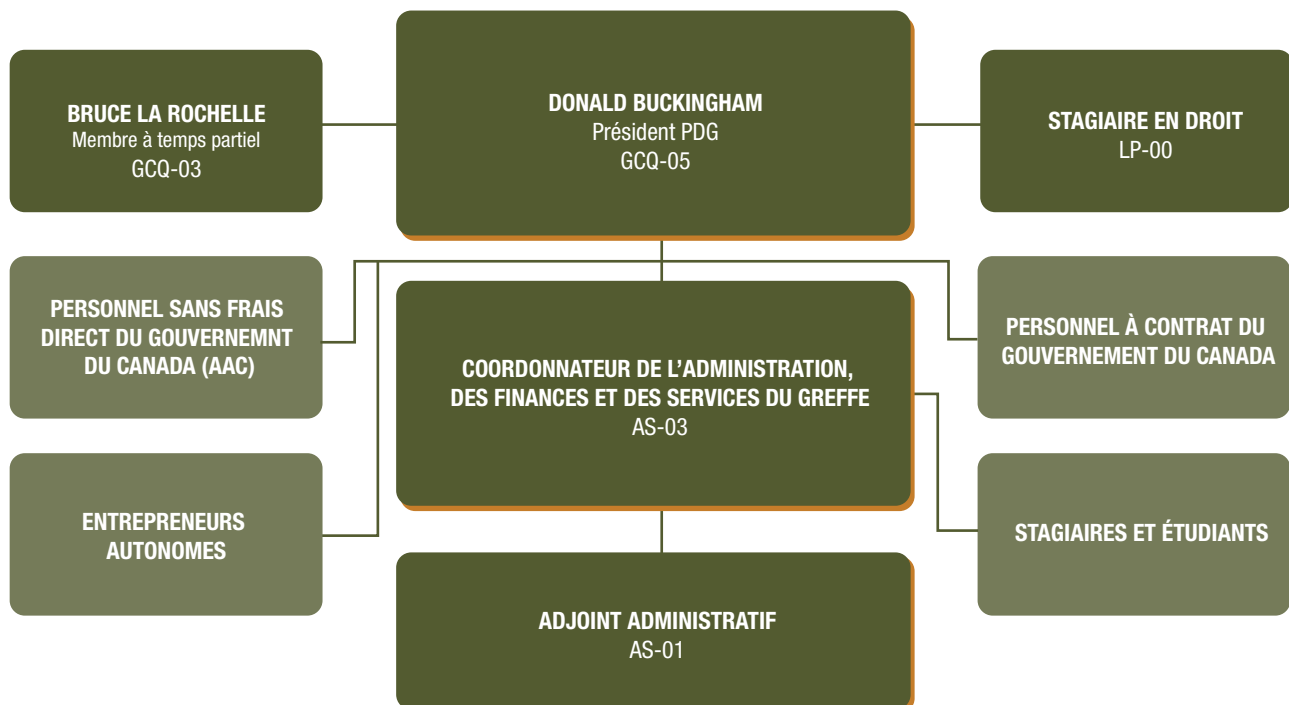 BRUCE LA ROCHELLE
Membre à temps partiel
GCQ-03
DONALD BUCKINGHAM
Président PDG
GCQ-05
STAGIAIRE EN DROIT
LP-00
PERSONNEL SANS FRAIS
DIRECT DU GOUVERNEMNT
DU CANADA (AAC)
COORDONNATEUR DE L’ADMINISTRATION,
DES FINANCES ET DES SERVICES DU GREFFE
AS-03
PERSONNEL À CONTRAT DU
GOUVERNEMENT DU CANADA
ENTREPRENEURS
AUTONOMES
STAGIAIRES ET ÉTUDIANTS
ADJOINT ADMINISTRATIF
AS-01